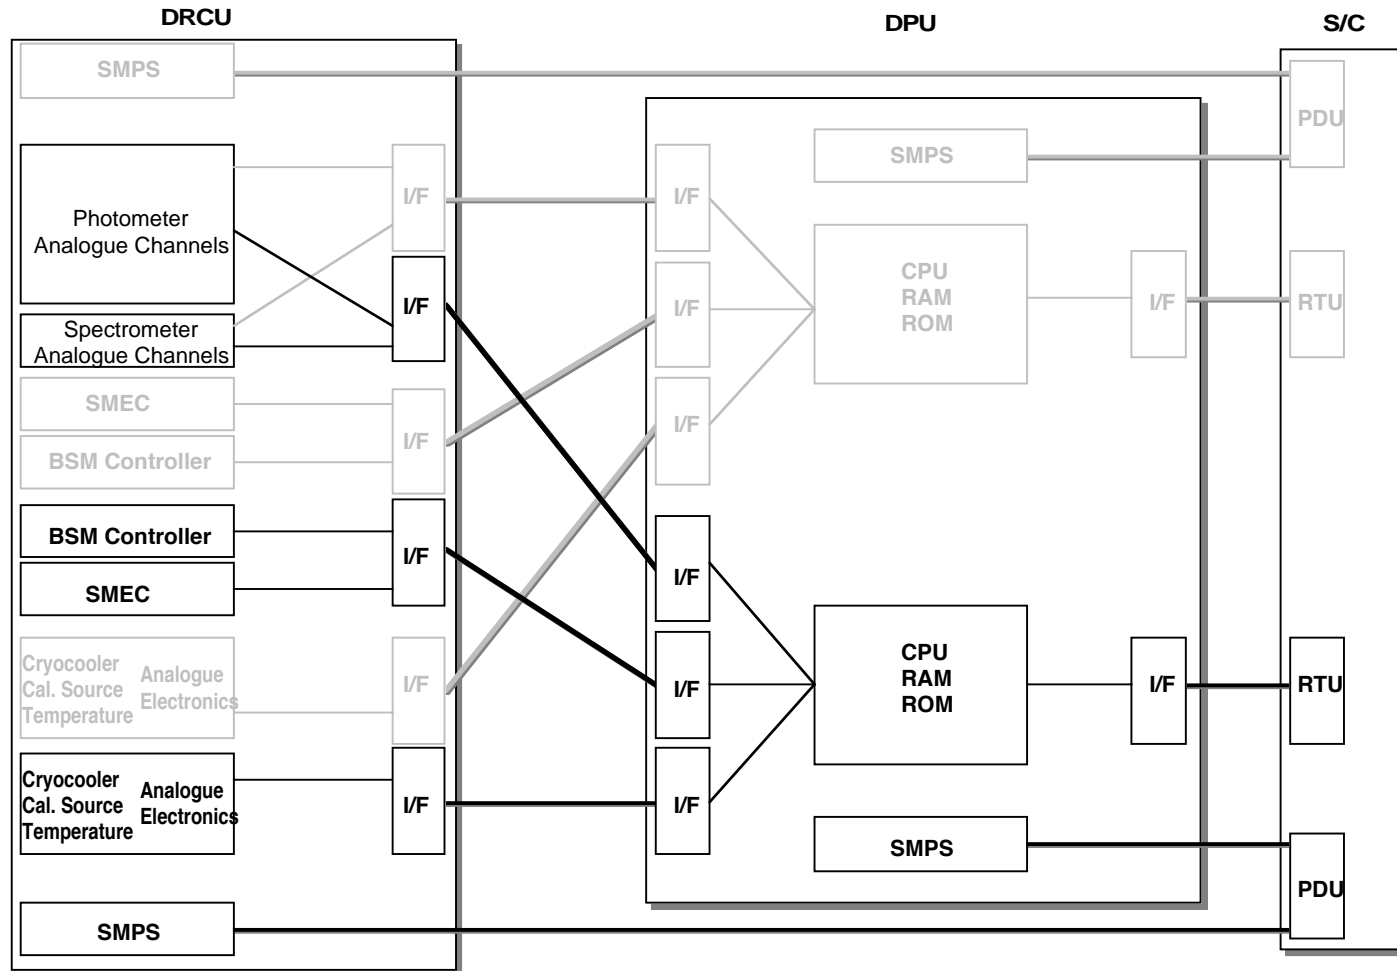 DRCU
DPU
S/C
SMPS
PDU
SMPS
Photometer
Analogue Channels
I/F
I/F
CPU
RAM
ROM
I/F
RTU
I/F
I/F
Spectrometer
Analogue Channels
SMEC
I/F
BSM Controller
I/F
BSM Controller
I/F
SMEC
I/F
Cryocooler
Cal. Source
Temperature
Analogue
Electronics
I/F
I/F
CPU
RAM
ROM
I/F
RTU
Cryocooler
Cal. Source
Temperature
Analogue
Electronics
I/F
I/F
SMPS
PDU
SMPS